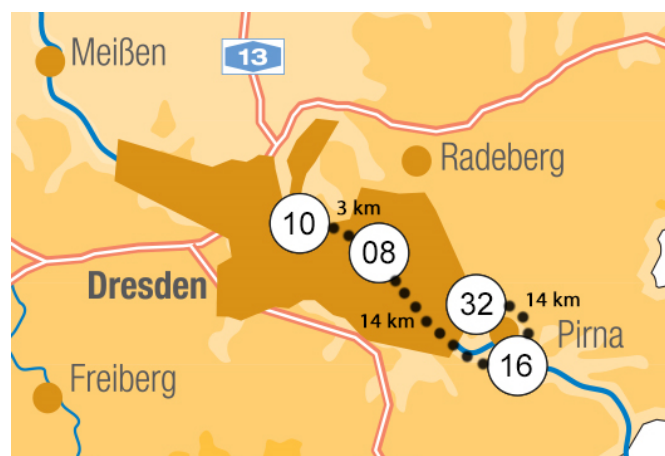 Meißen
13
Radeberg
10
3 km
08
Dresden
32
14 km
14 km
Pirna
16
Freiberg